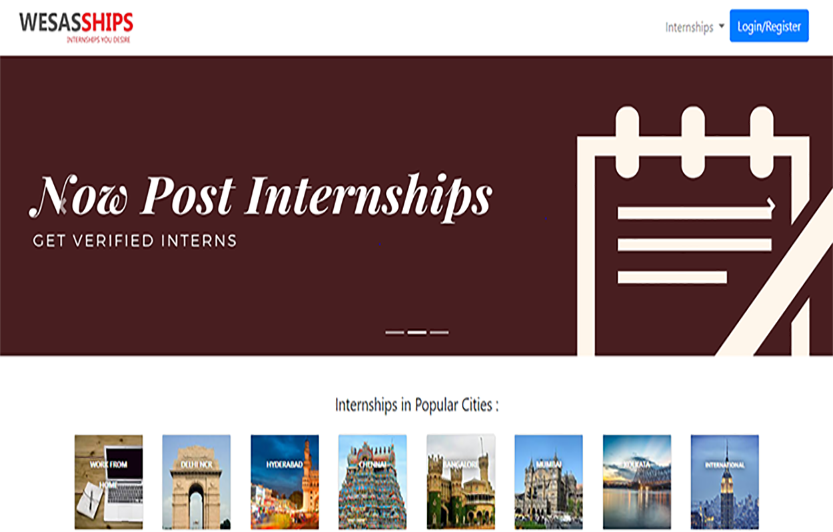 WESASSHIPS
INTERNSHIPS YOU DESIRE
Internships
Login/Register
Now Post Internships
GET VERIFIED INTERNS
Internships in Popular Cities :
WORK FROM
HOME
DELHI NCR
HYDERABAD
CHENNAI
BANGALORE
MUMBAI
KOLKATA
INTERNATIONAL